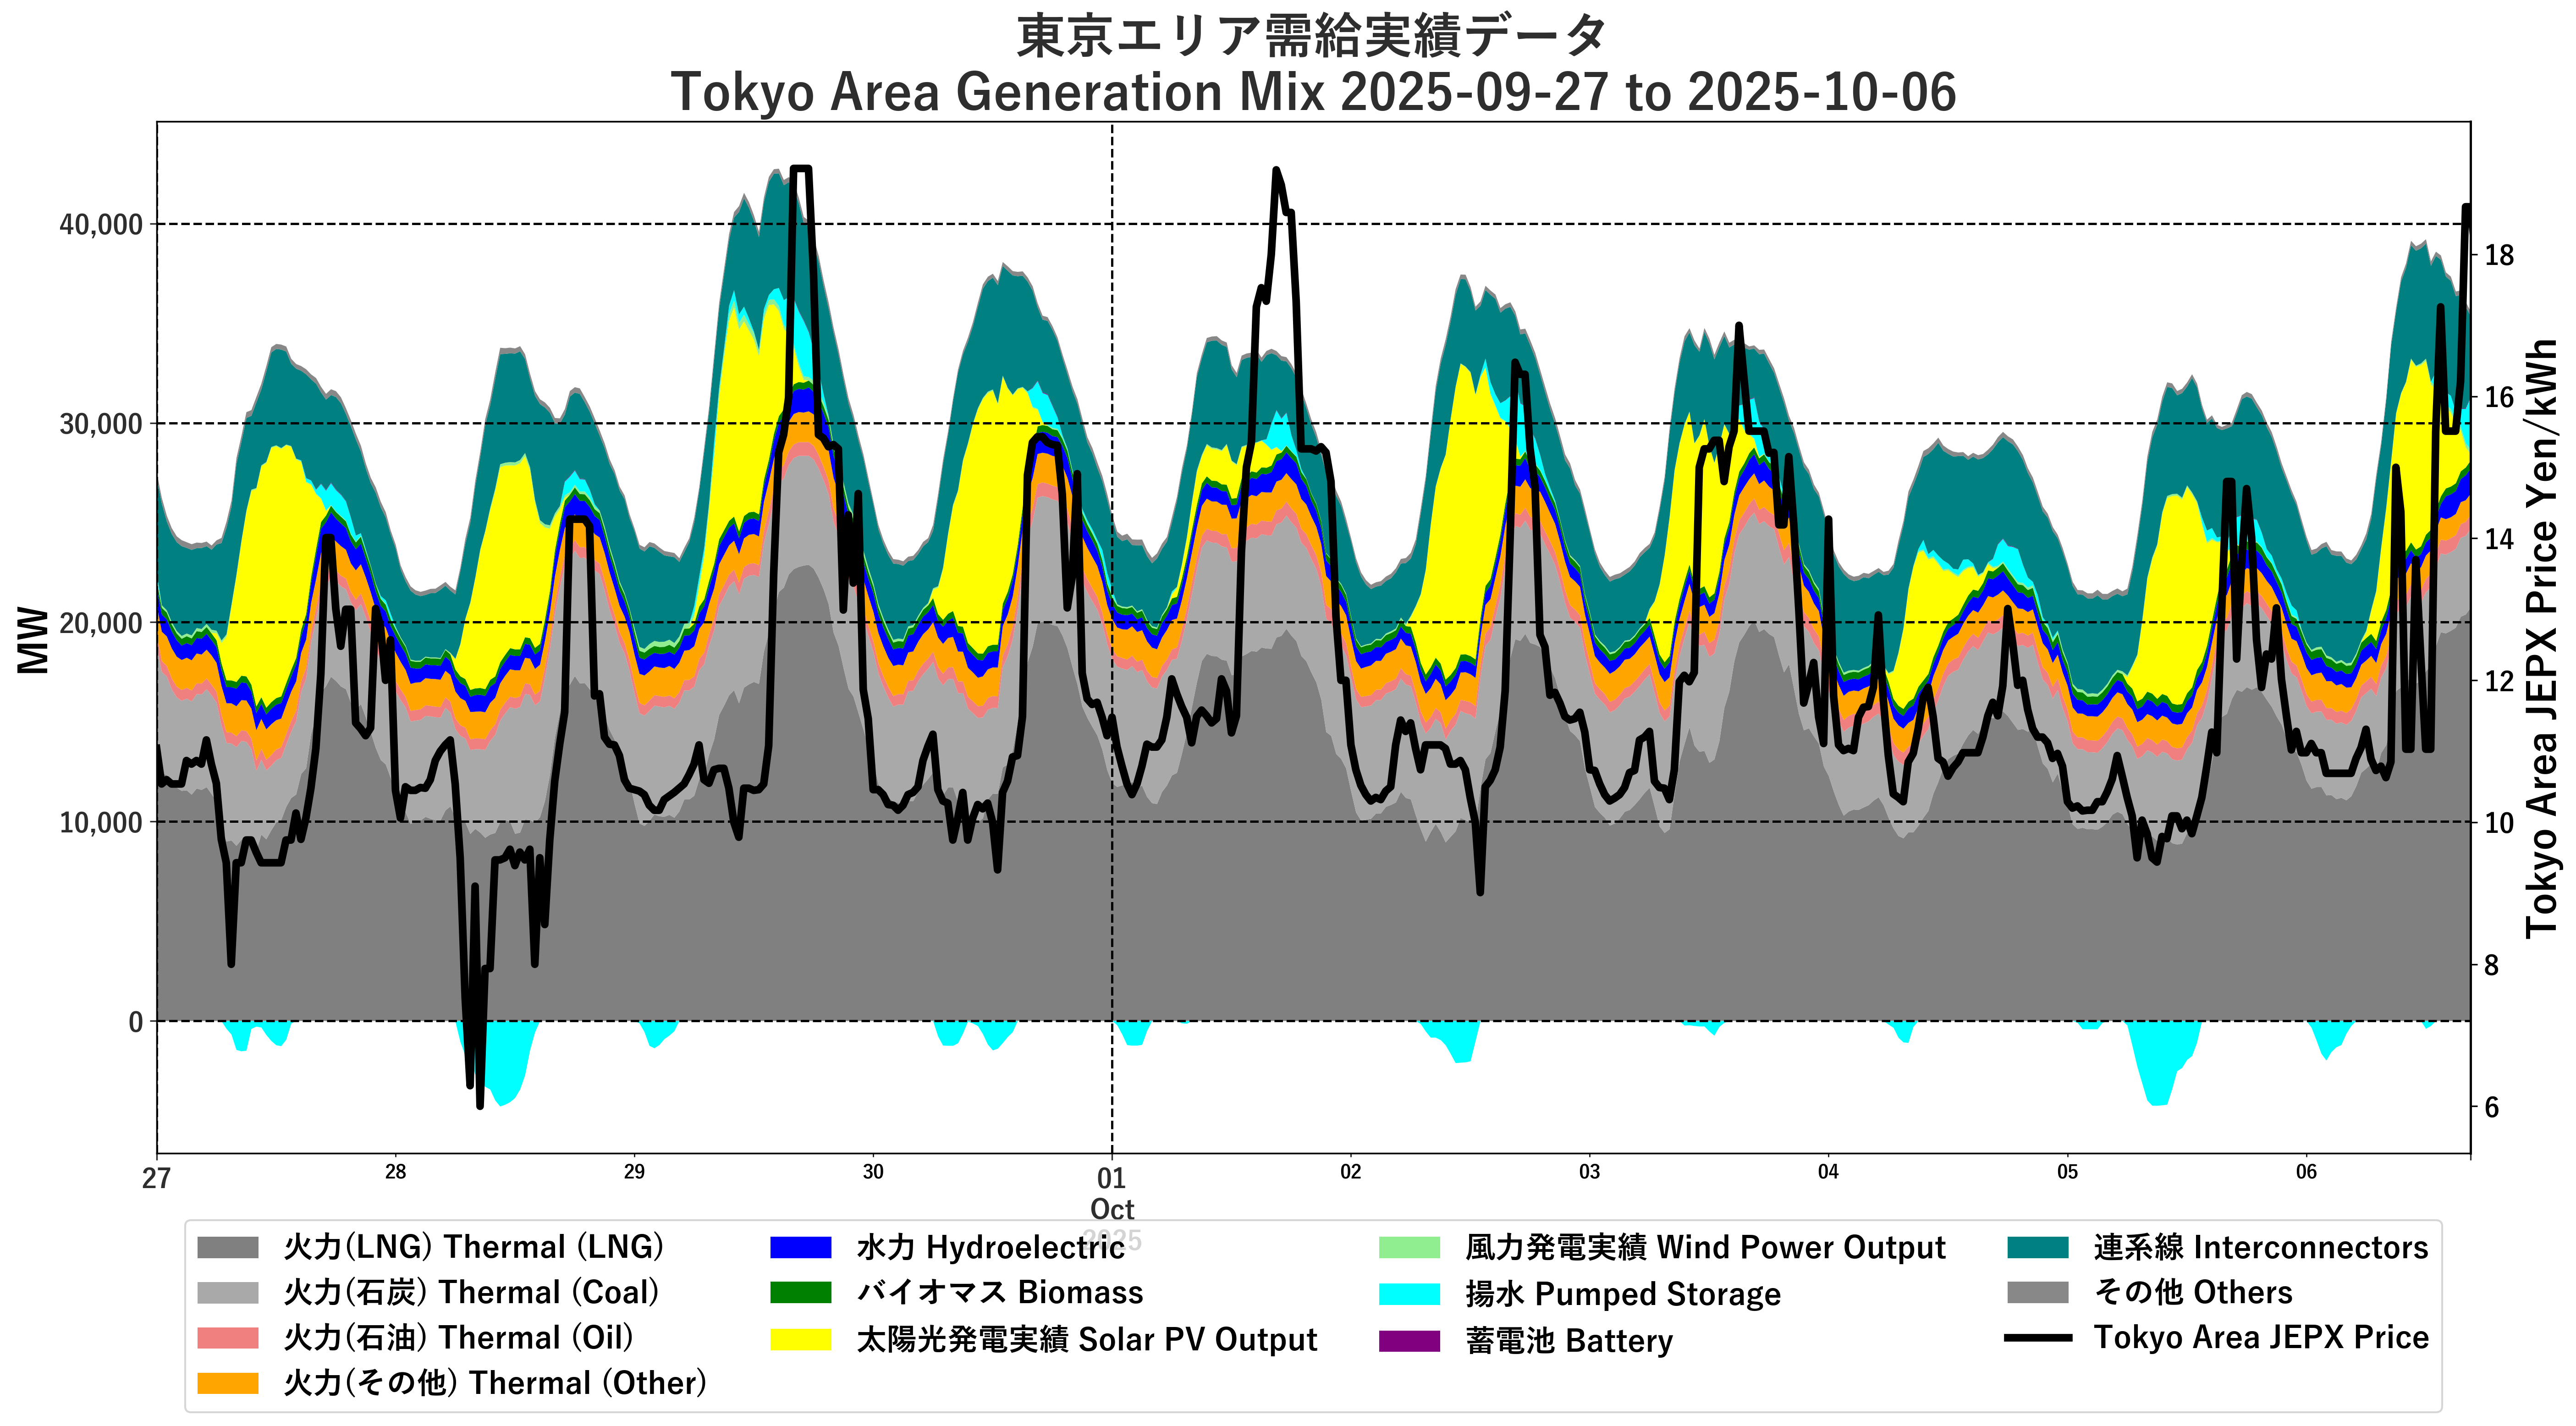 東京エリア需給実績データ
Tokyo Area Generation Mix 2025-09-27 to 2025-10-06
MW
40,000
30,000
20,000
10,000
0
Tokyo Area JEPX Price Yen/kWh
18
16
14
12
10
8
6
27
28
29
30
01
02
03
04
05
06
Oct
2025
火力(LNG) Thermal (LNG)
火力(石炭) Thermal (Coal)
火力(石油) Thermal (Oil)
火力(その他) Thermal (Other)
水力 Hydroelectric
バイオマス Biomass
太陽光発電実績 Solar PV Output
風力発電実績 Wind Power Output
揚水 Pumped Storage
蓄電池 Battery
連系線 Interconnectors
その他 Others
Tokyo Area JEPX Price